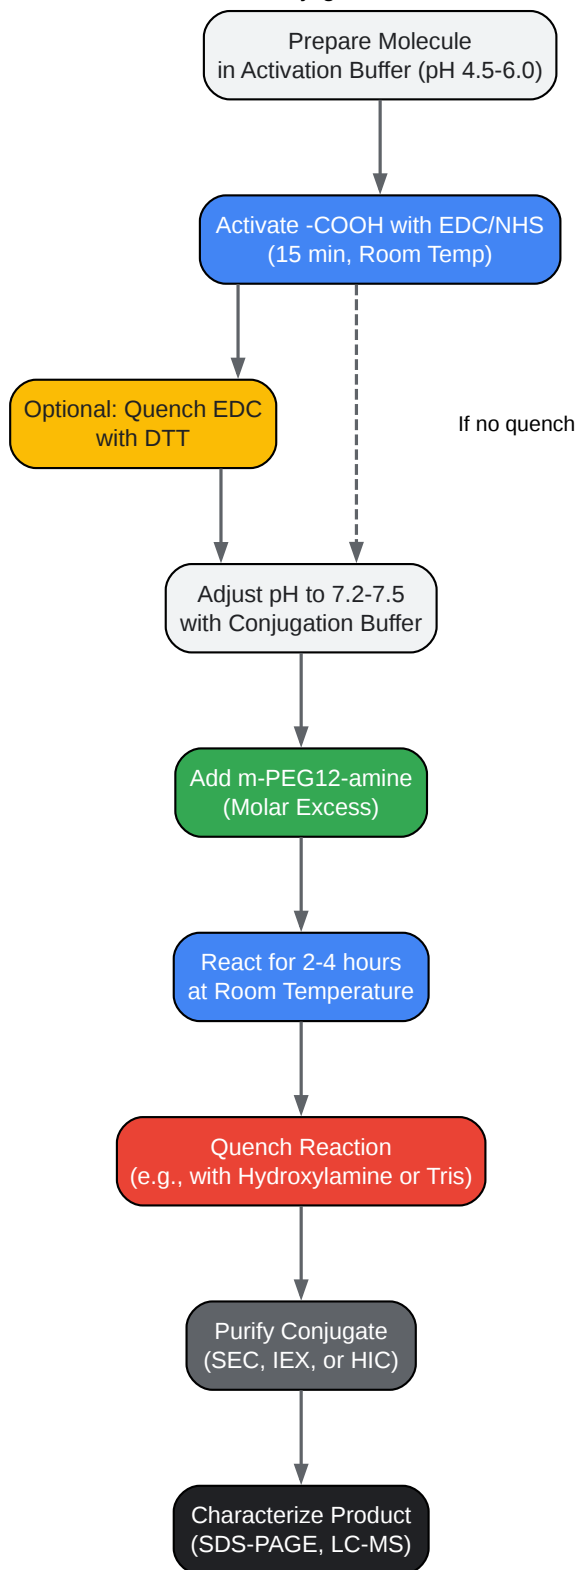 Prepare Molecule
in Activation Buffer (pH 4.5-6.0)
Activate -COOH with EDC/NHS
(15 min, Room Temp)
Optional: Quench EDC
with DTT
If no quench
Adjust pH to 7.2-7.5
with Conjugation Buffer
Add m-PEG12-amine
(Molar Excess)
React for 2-4 hours
at Room Temperature
Quench Reaction
(e.g., with Hydroxylamine or Tris)
Purify Conjugate
(SEC, IEX, or HIC)
Characterize Product
(SDS-PAGE, LC-MS)